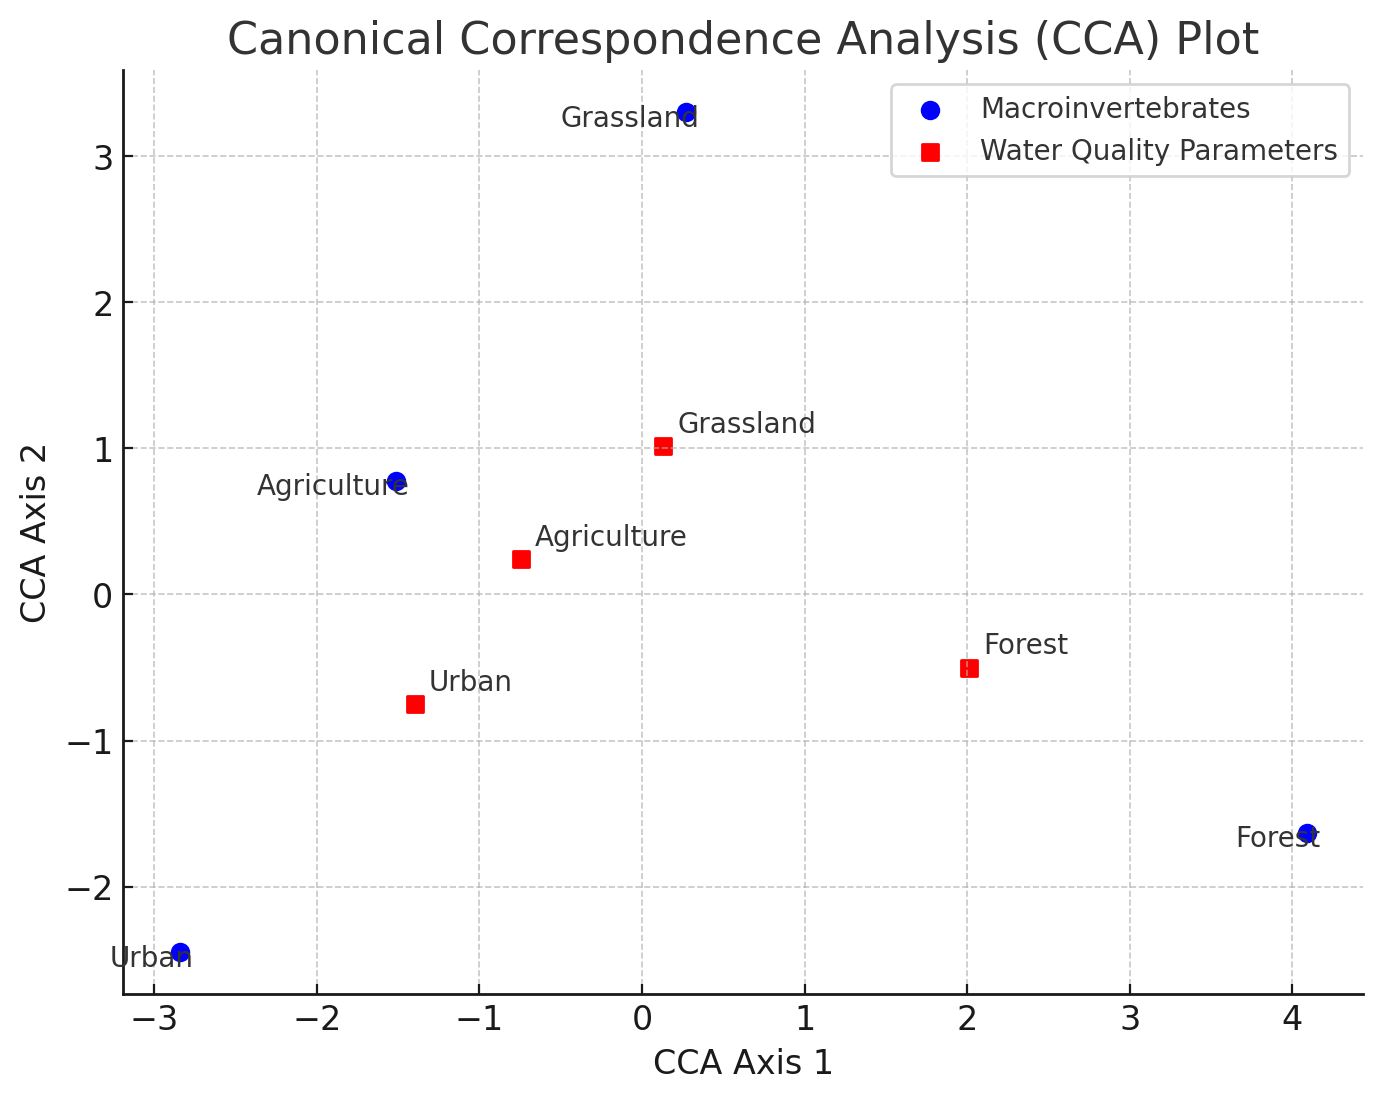 Canonical Correspondence Analysis (CCA) Plot
Macroinvertebrates
Water Quality Parameters
Grassland
Grassland
Agriculture
Agriculture
Forest
Urban
Forest
Urban
3
2
1
0
−1
−2
CCA Axis 2
−3 −2 −1 0 1 2 3 4
CCA Axis 1